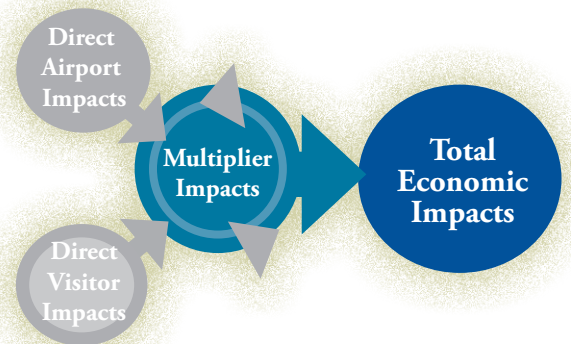 Direct
Airport
Impacts
Multiplier
Impacts
Total
Economic
Impacts
Direct
Visitor
Impacts